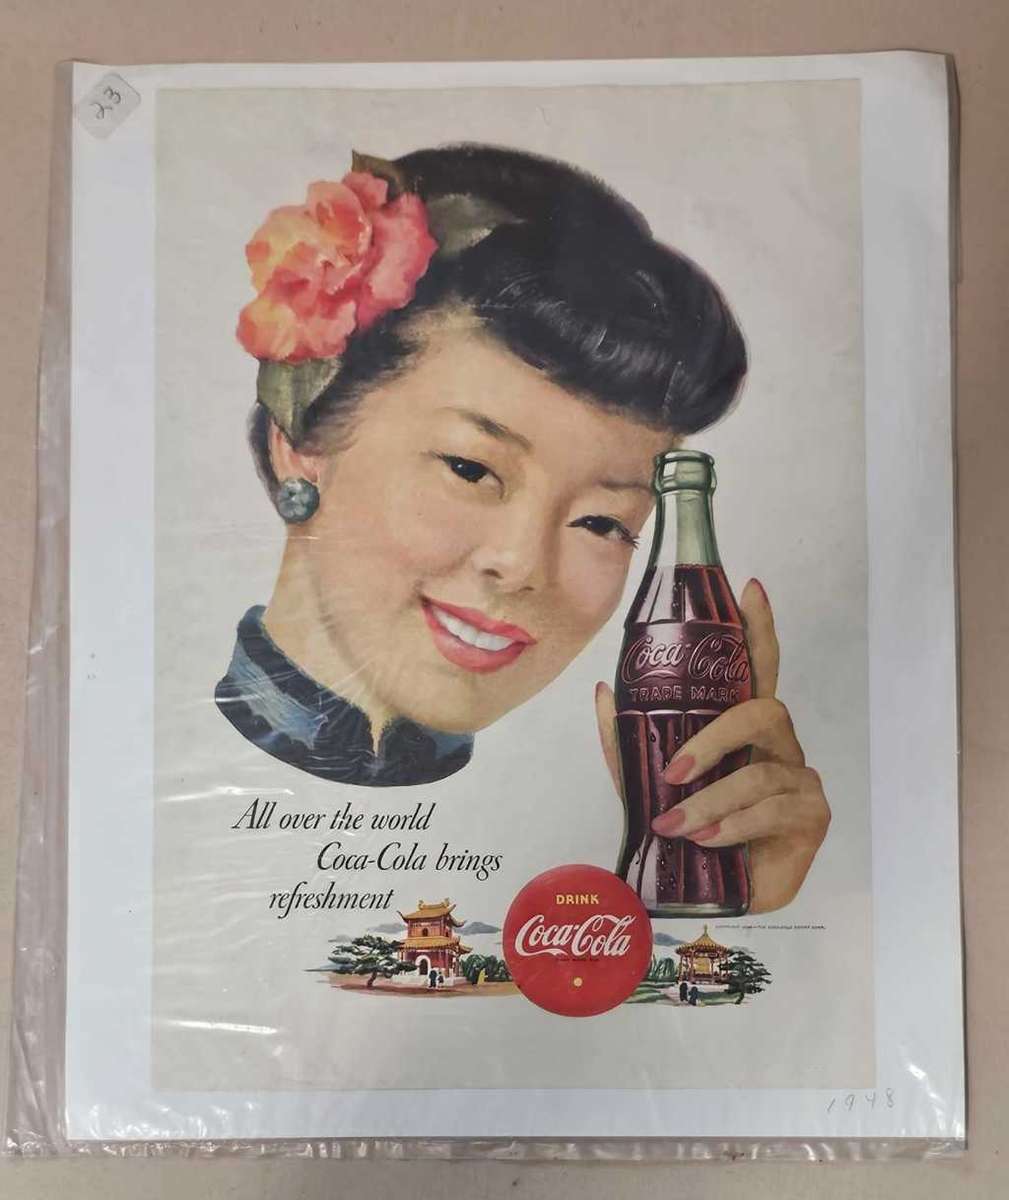 23
All over the world
Coca-Cola brings
refreshment
Coca-Cola
TRADE MARK
DRINK
Coca-Cola
1948